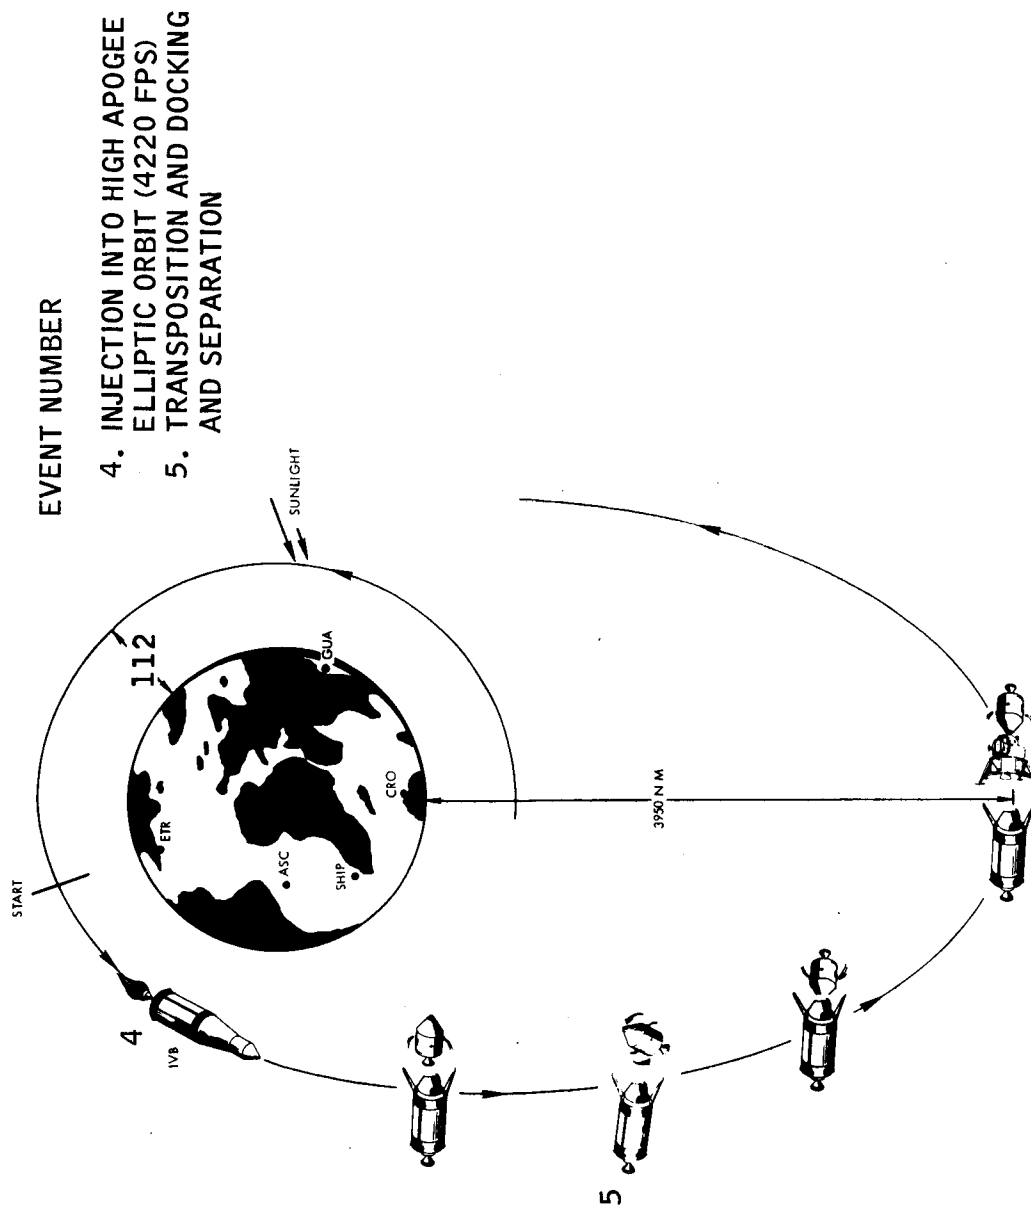 EVENT NUMBER
4. INJECTION INTO HIGH APOGEE
ELLIPTIC ORBIT (4220 FPS)
5. TRANSPOSITION AND DOCKING
AND SEPARATION
START
4
IVB
5
112
ETR
ASC
SHIP
CRO
GUA
SUNLIGHT
3950 N M